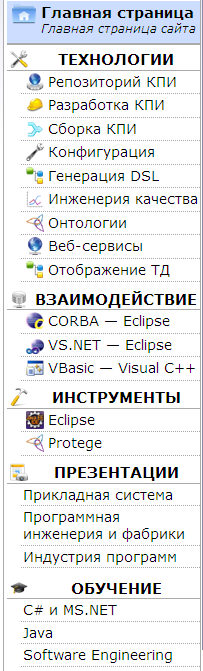 Главная страница
Главная страница сайта
ТЕХНОЛОГИИ
Репозиторий КПИ
Разработка КПИ
Сборка КПИ
Конфигурация
Генерация DSL
Инженерия качества
Онтологии
Веб-сервисы
Отображение ТД
ВЗАИМОДЕЙСТВИЕ
CORBA — Eclipse
VS.NET — Eclipse
VBasic — Visual C++
ИНСТРУМЕНТЫ
Eclipse
Protege
ПРЕЗЕНТАЦИИ
Прикладная система
Программная
инженерия и фабрики
Индустрия программ
ОБУЧЕНИЕ
C# и MS.NET
Java
Software Engineering